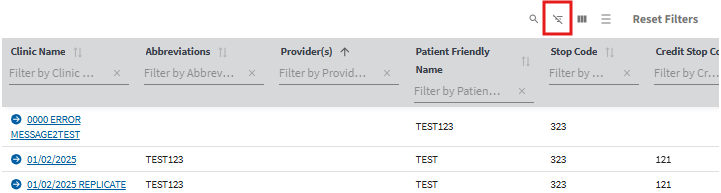 Reset Filters
Clinic Name Abbreviations Provider(s) Patient Friendly Name Stop Code Credit Stop Co
Filter by Clinic ... Filter by Abbrev... Filter by Provid... Filter by Patien... Filter by ... Filter by Cr...
0000 ERROR MESSAGE2TEST TEST123 323
01/02/2025 TEST123 TEST 323 121
01/02/2025 REPLICATE TEST123 TEST 323 121